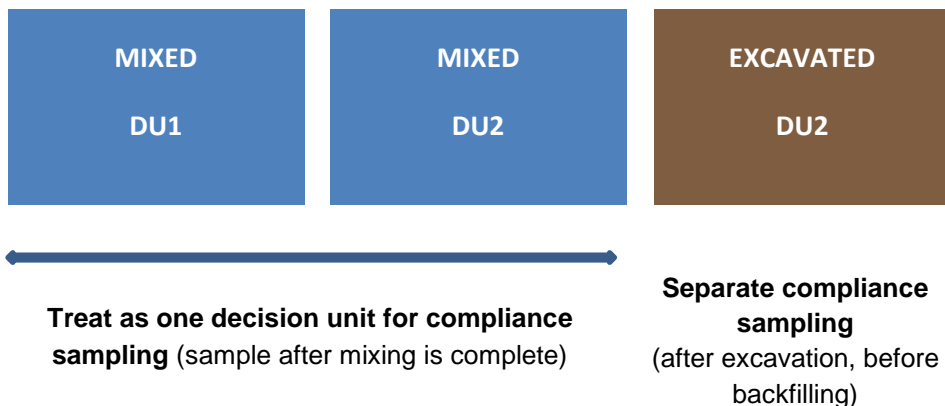 MIXED
DU1
MIXED
DU2
EXCAVATED
DU2
Treat as one decision unit for compliance
sampling (sample after mixing is complete)
Separate compliance
sampling
(after excavation, before
backfilling)